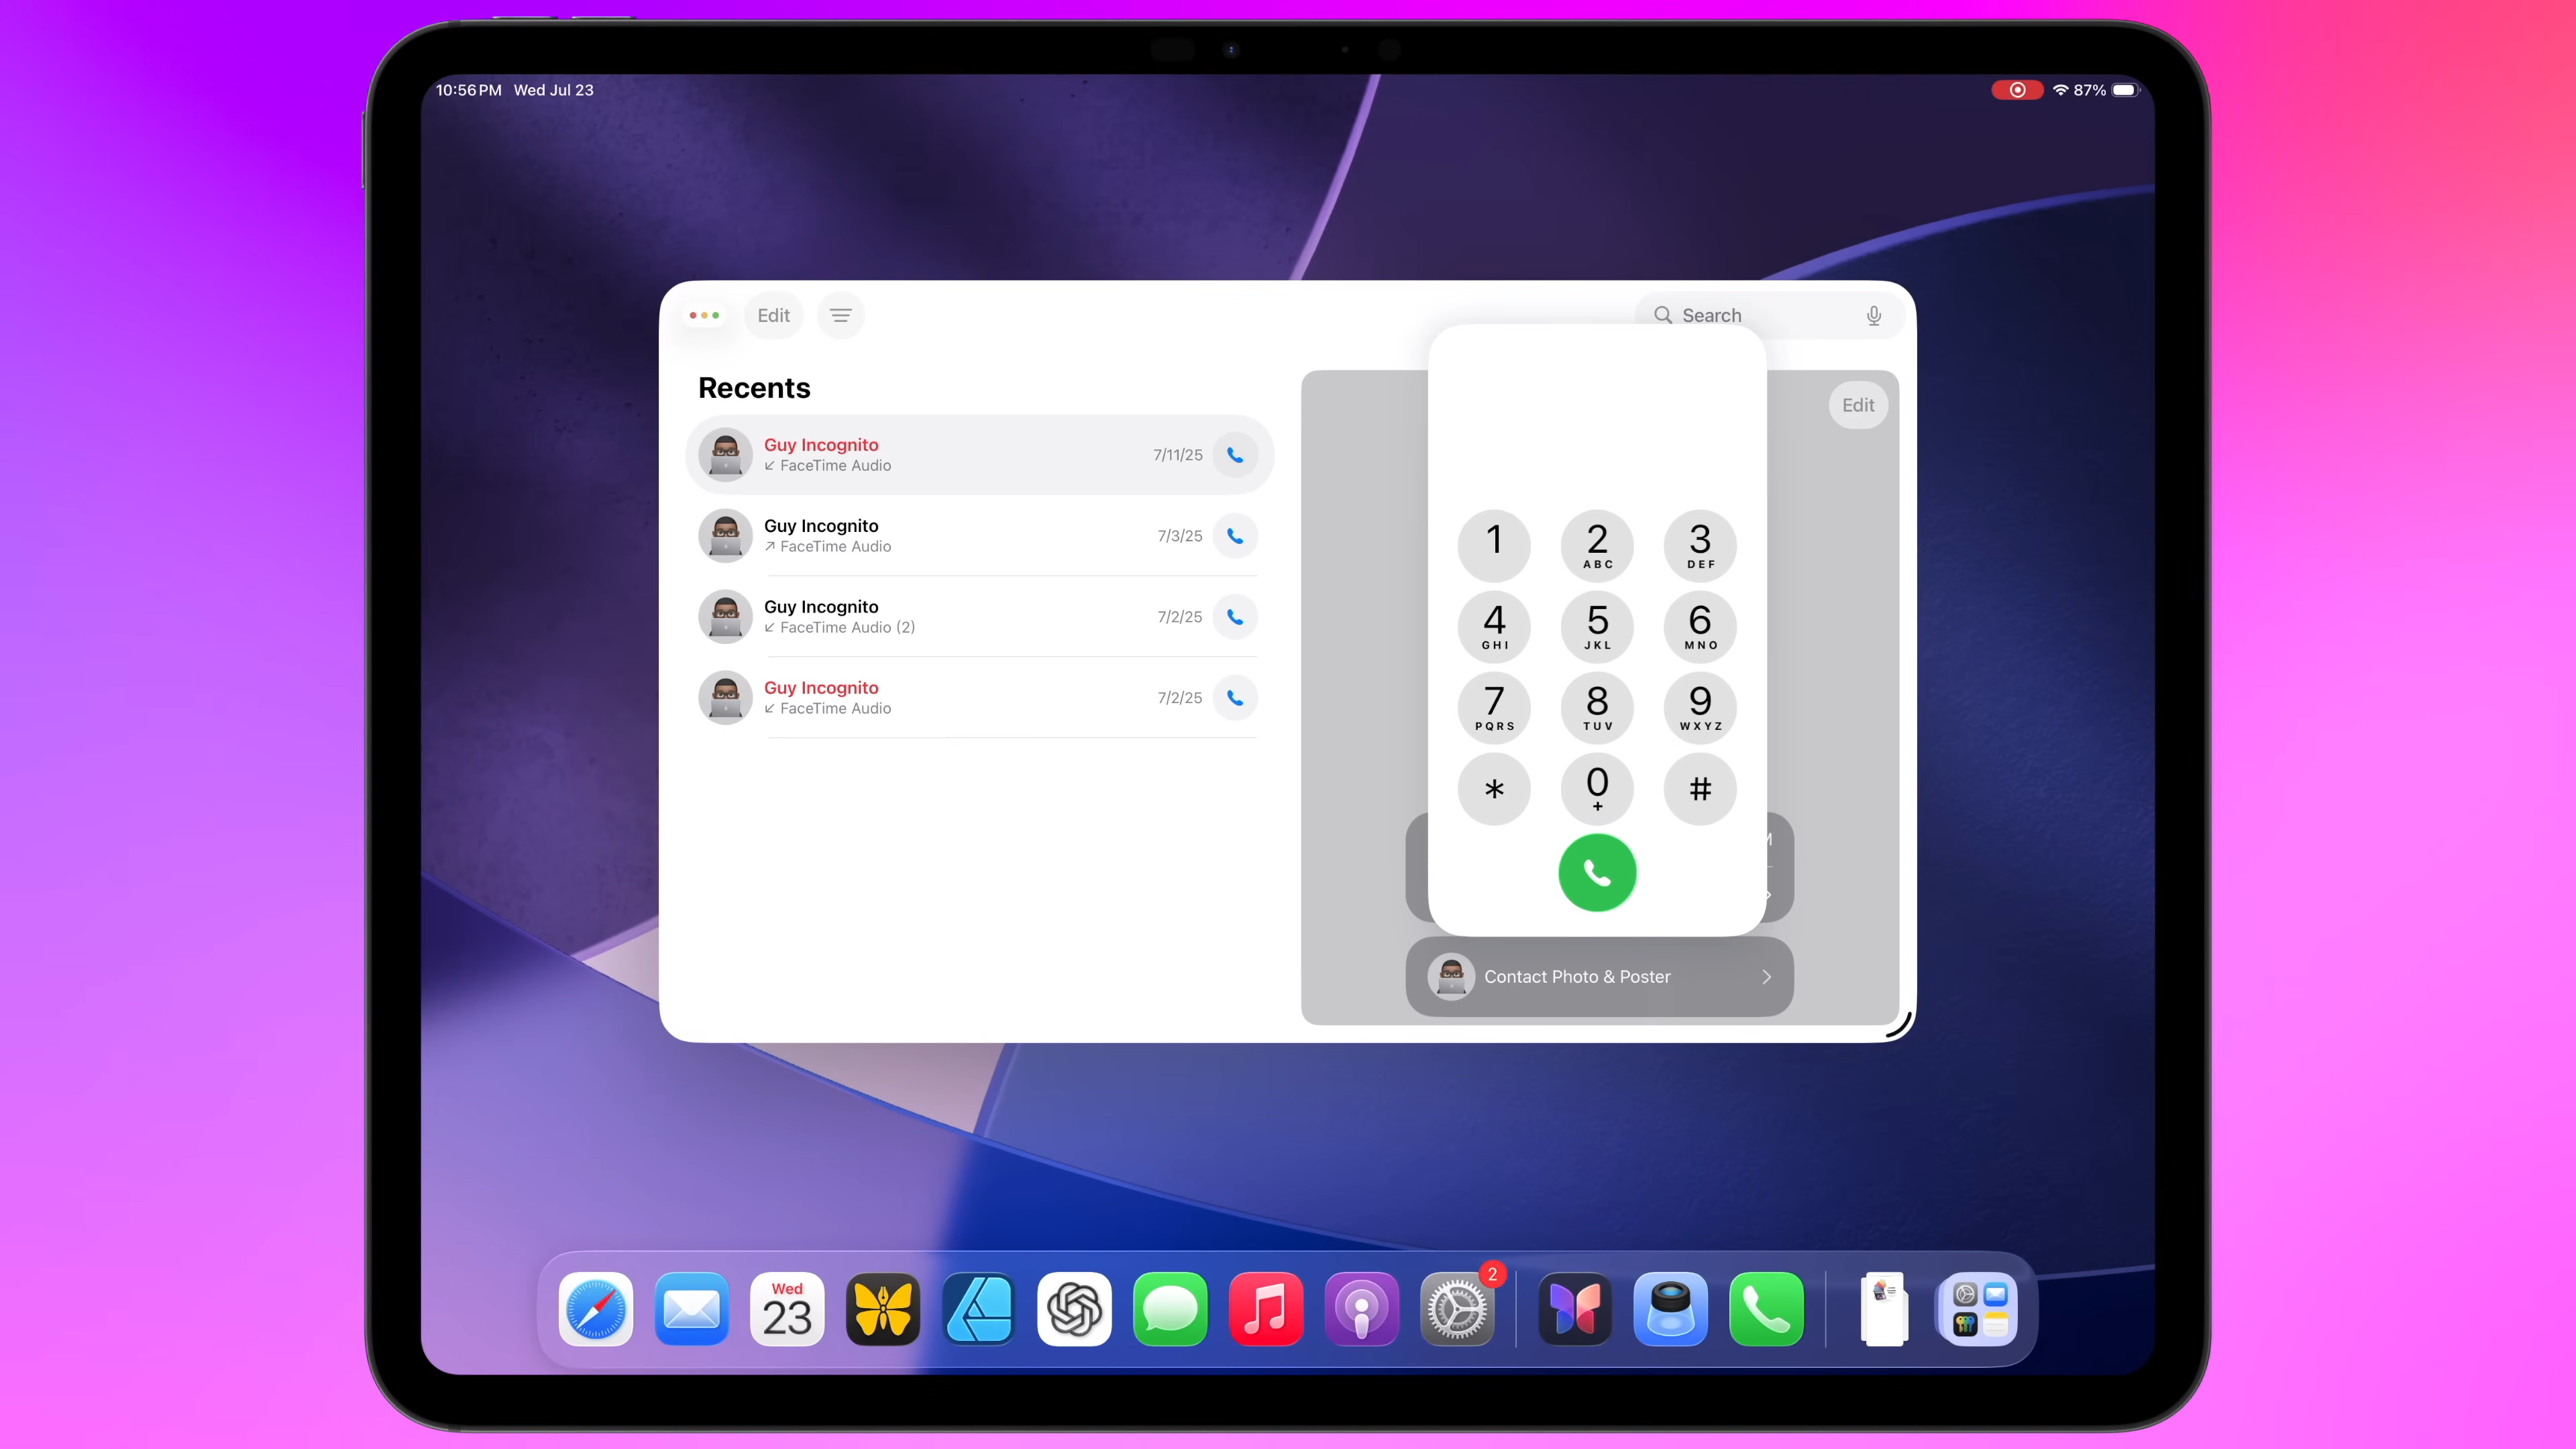 10:56 PM Wed Jul 23
87%
Edit
Search
Recents
Edit
Guy Incognito
FaceTime Audio
7/11/25
Guy Incognito
FaceTime Audio
7/3/25
Guy Incognito
FaceTime Audio (2)
7/2/25
Guy Incognito
FaceTime Audio
7/2/25
1
2
ABC
3
DEF
4
GHI
5
JKL
6
MNO
7
PQRS
8
TUV
9
WXYZ
*
0
+
#
M
Contact Photo & Poster
Wed
23
2